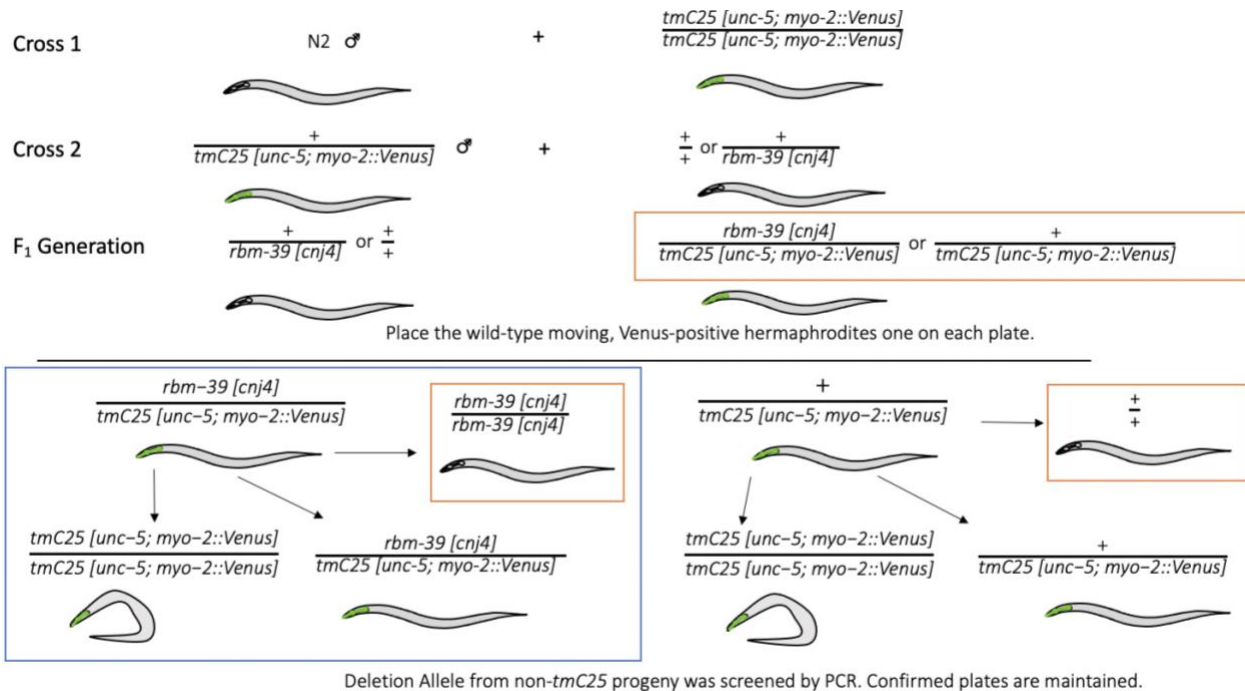 Cross 1
N2 ♂
+
tmC25 [unc-5; myo-2::Venus]
tmC25 [unc-5; myo-2::Venus]
Cross 2
+
tmC25 [unc-5; myo-2::Venus]
♂
+
+
+
or
+
rbm-39 [cnj4]
F1 Generation
+
rbm-39 [cnj4]
or
+
+
rbm-39 [cnj4]
tmC25 [unc-5; myo-2::Venus]
or
+
tmC25 [unc-5; myo-2::Venus]
Place the wild-type moving, Venus-positive hermaphrodites one on each plate.
rbm–39 [cnj4]
tmC25 [unc–5; myo–2::Venus]
rbm-39 [cnj4]
rbm-39 [cnj4]
tmC25 [unc–5; myo–2::Venus]
tmC25 [unc–5; myo–2::Venus]
rbm-39 [cnj4]
tmC25 [unc-5; myo-2::Venus]
+
tmC25 [unc–5; myo–2::Venus]
+
+
tmC25 [unc–5; myo–2::Venus]
tmC25 [unc–5; myo–2::Venus]
+
tmC25 [unc–5; myo–2::Venus]
Deletion Allele from non-tmC25 progeny was screened by PCR. Confirmed plates are maintained.